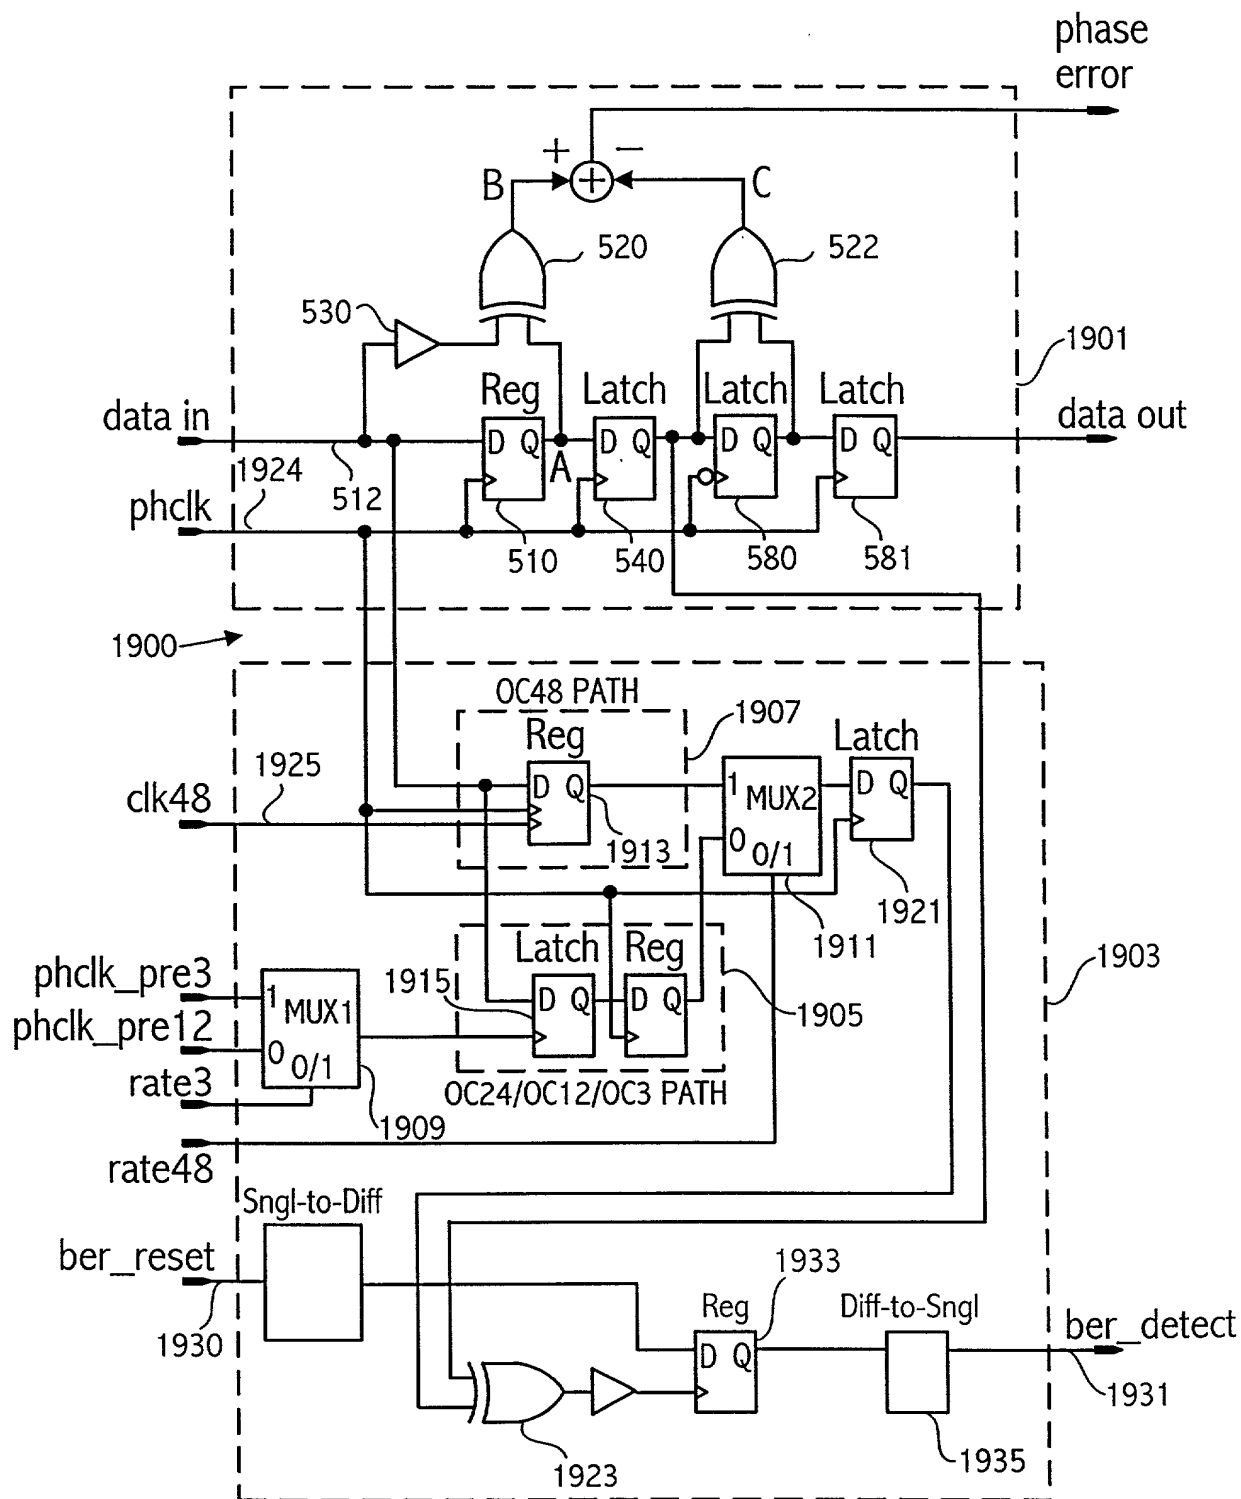 phase
error
+
−
B
+
C
520
522
530
1901
Reg
Latch
Latch
Latch
data in
D Q
D Q
D Q
D Q
data out
A
1924
512
phclk
510
540
580
581
1900
OC48 PATH
1907
Reg
Latch
1925
clk48
D Q
1
MUX2
D Q
0
0/1
1913
1921
1911
Latch
Reg
1903
phclk_pre3
1915
1
MUX1
D Q
D Q
1905
phclk_pre12
0
0/1
rate3
OC24/OC12/OC3 PATH
1909
rate48
Sngl-to-Diff
ber_reset
1933
Reg
Diff-to-Sngl
1930
ber_detect
D Q
1931
1923
1935